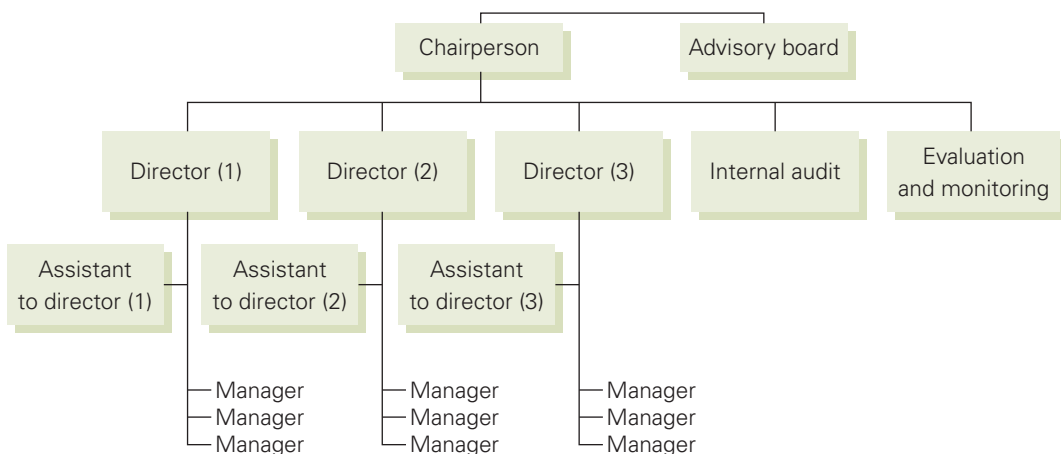 Chairperson
Advisory board
Director (1)
Director (2)
Director (3)
Internal audit
Evaluation
and monitoring
Assistant
to director (1)
Assistant
to director (2)
Assistant
to director (3)
Manager
Manager
Manager
Manager
Manager
Manager
Manager
Manager
Manager